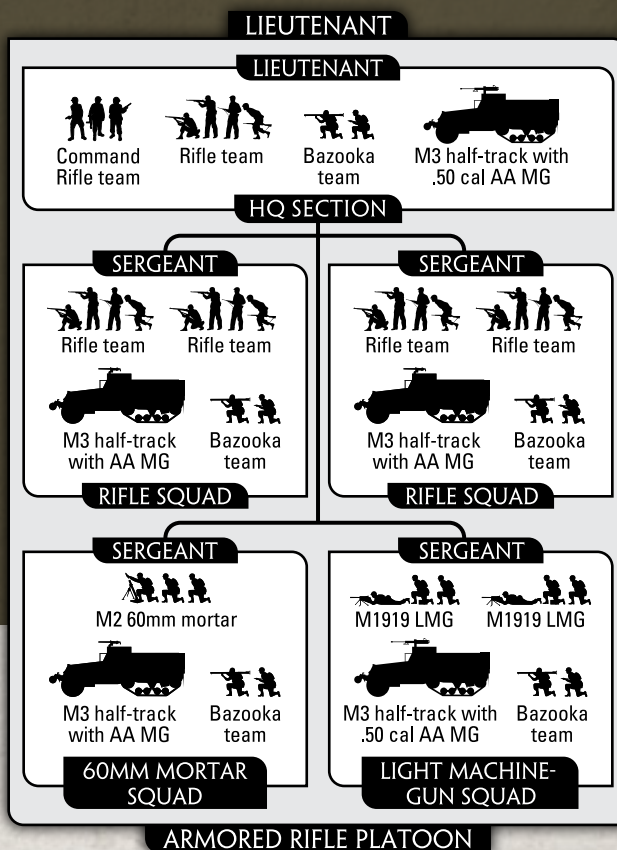 LIEUTENANT
LIEUTENANT
Command
Rifle team
Rifle team
Bazooka
team
M3 half-track with
.50 cal AA MG
HQ SECTION
SERGEANT
Rifle team
Rifle team
M3 half-track
with AA MG
Bazooka
team
RIFLE SQUAD
SERGEANT
Rifle team
Rifle team
M3 half-track
with AA MG
Bazooka
team
RIFLE SQUAD
SERGEANT
M2 60mm mortar
M3 half-track
with AA MG
Bazooka
team
60MM MORTAR
SQUAD
SERGEANT
M1919 LMG
M1919 LMG
M3 half-track with
.50 cal AA MG
Bazooka
team
LIGHT MACHINE-
GUN SQUAD
ARMORED RIFLE PLATOON